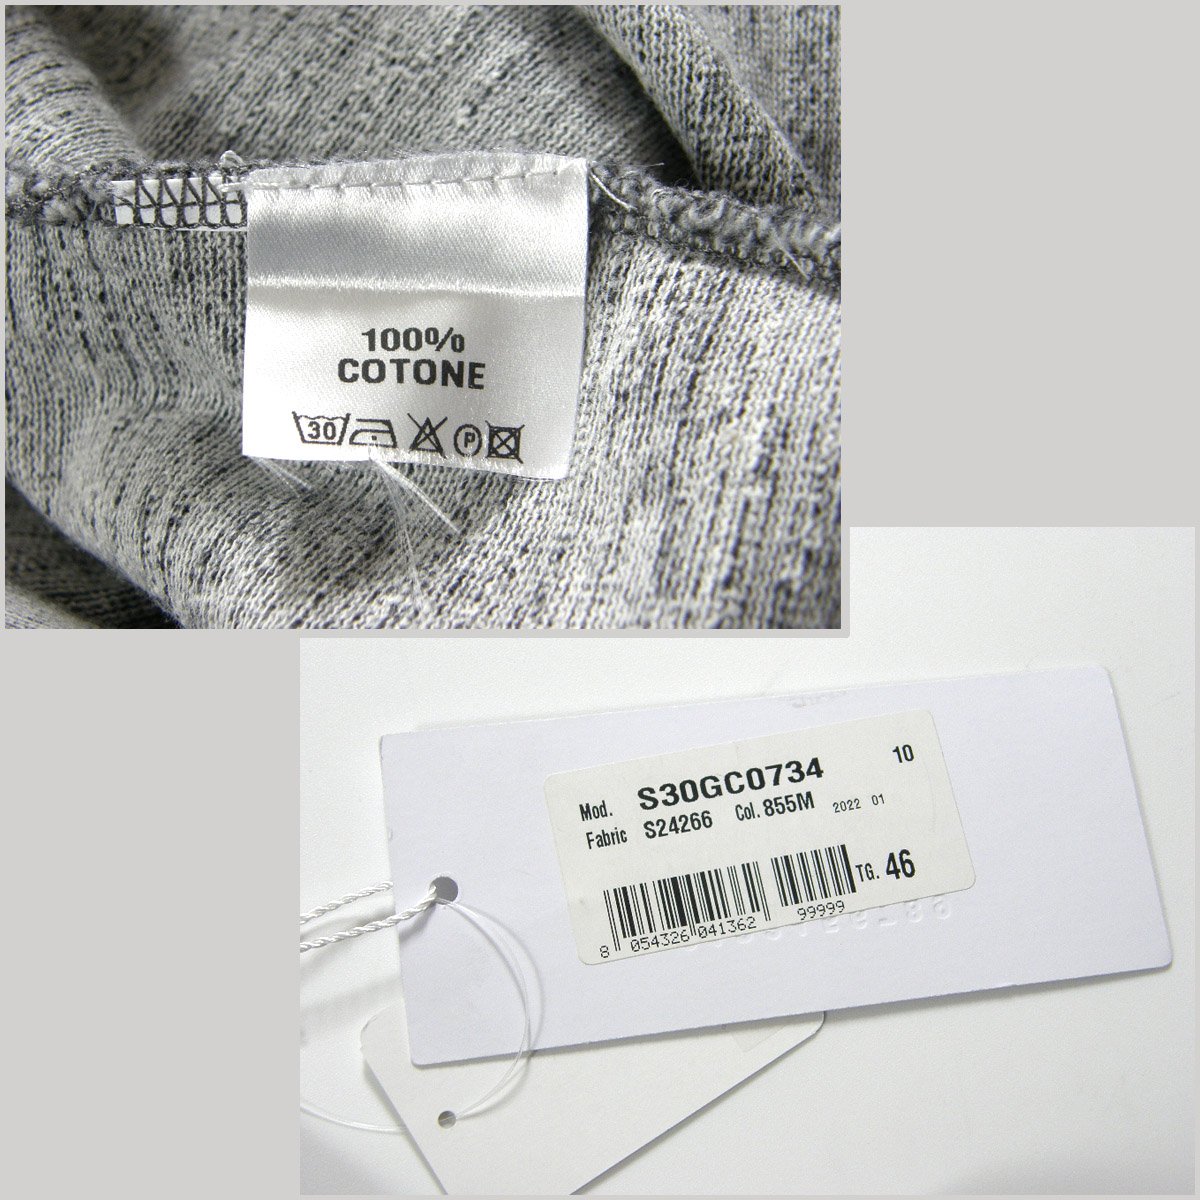 100%
COTONE
30 P
10
Mod. S30GC0734
Fabric S24266 Col. 855M 2022 01
TG. 46
8 054326 041362 99999